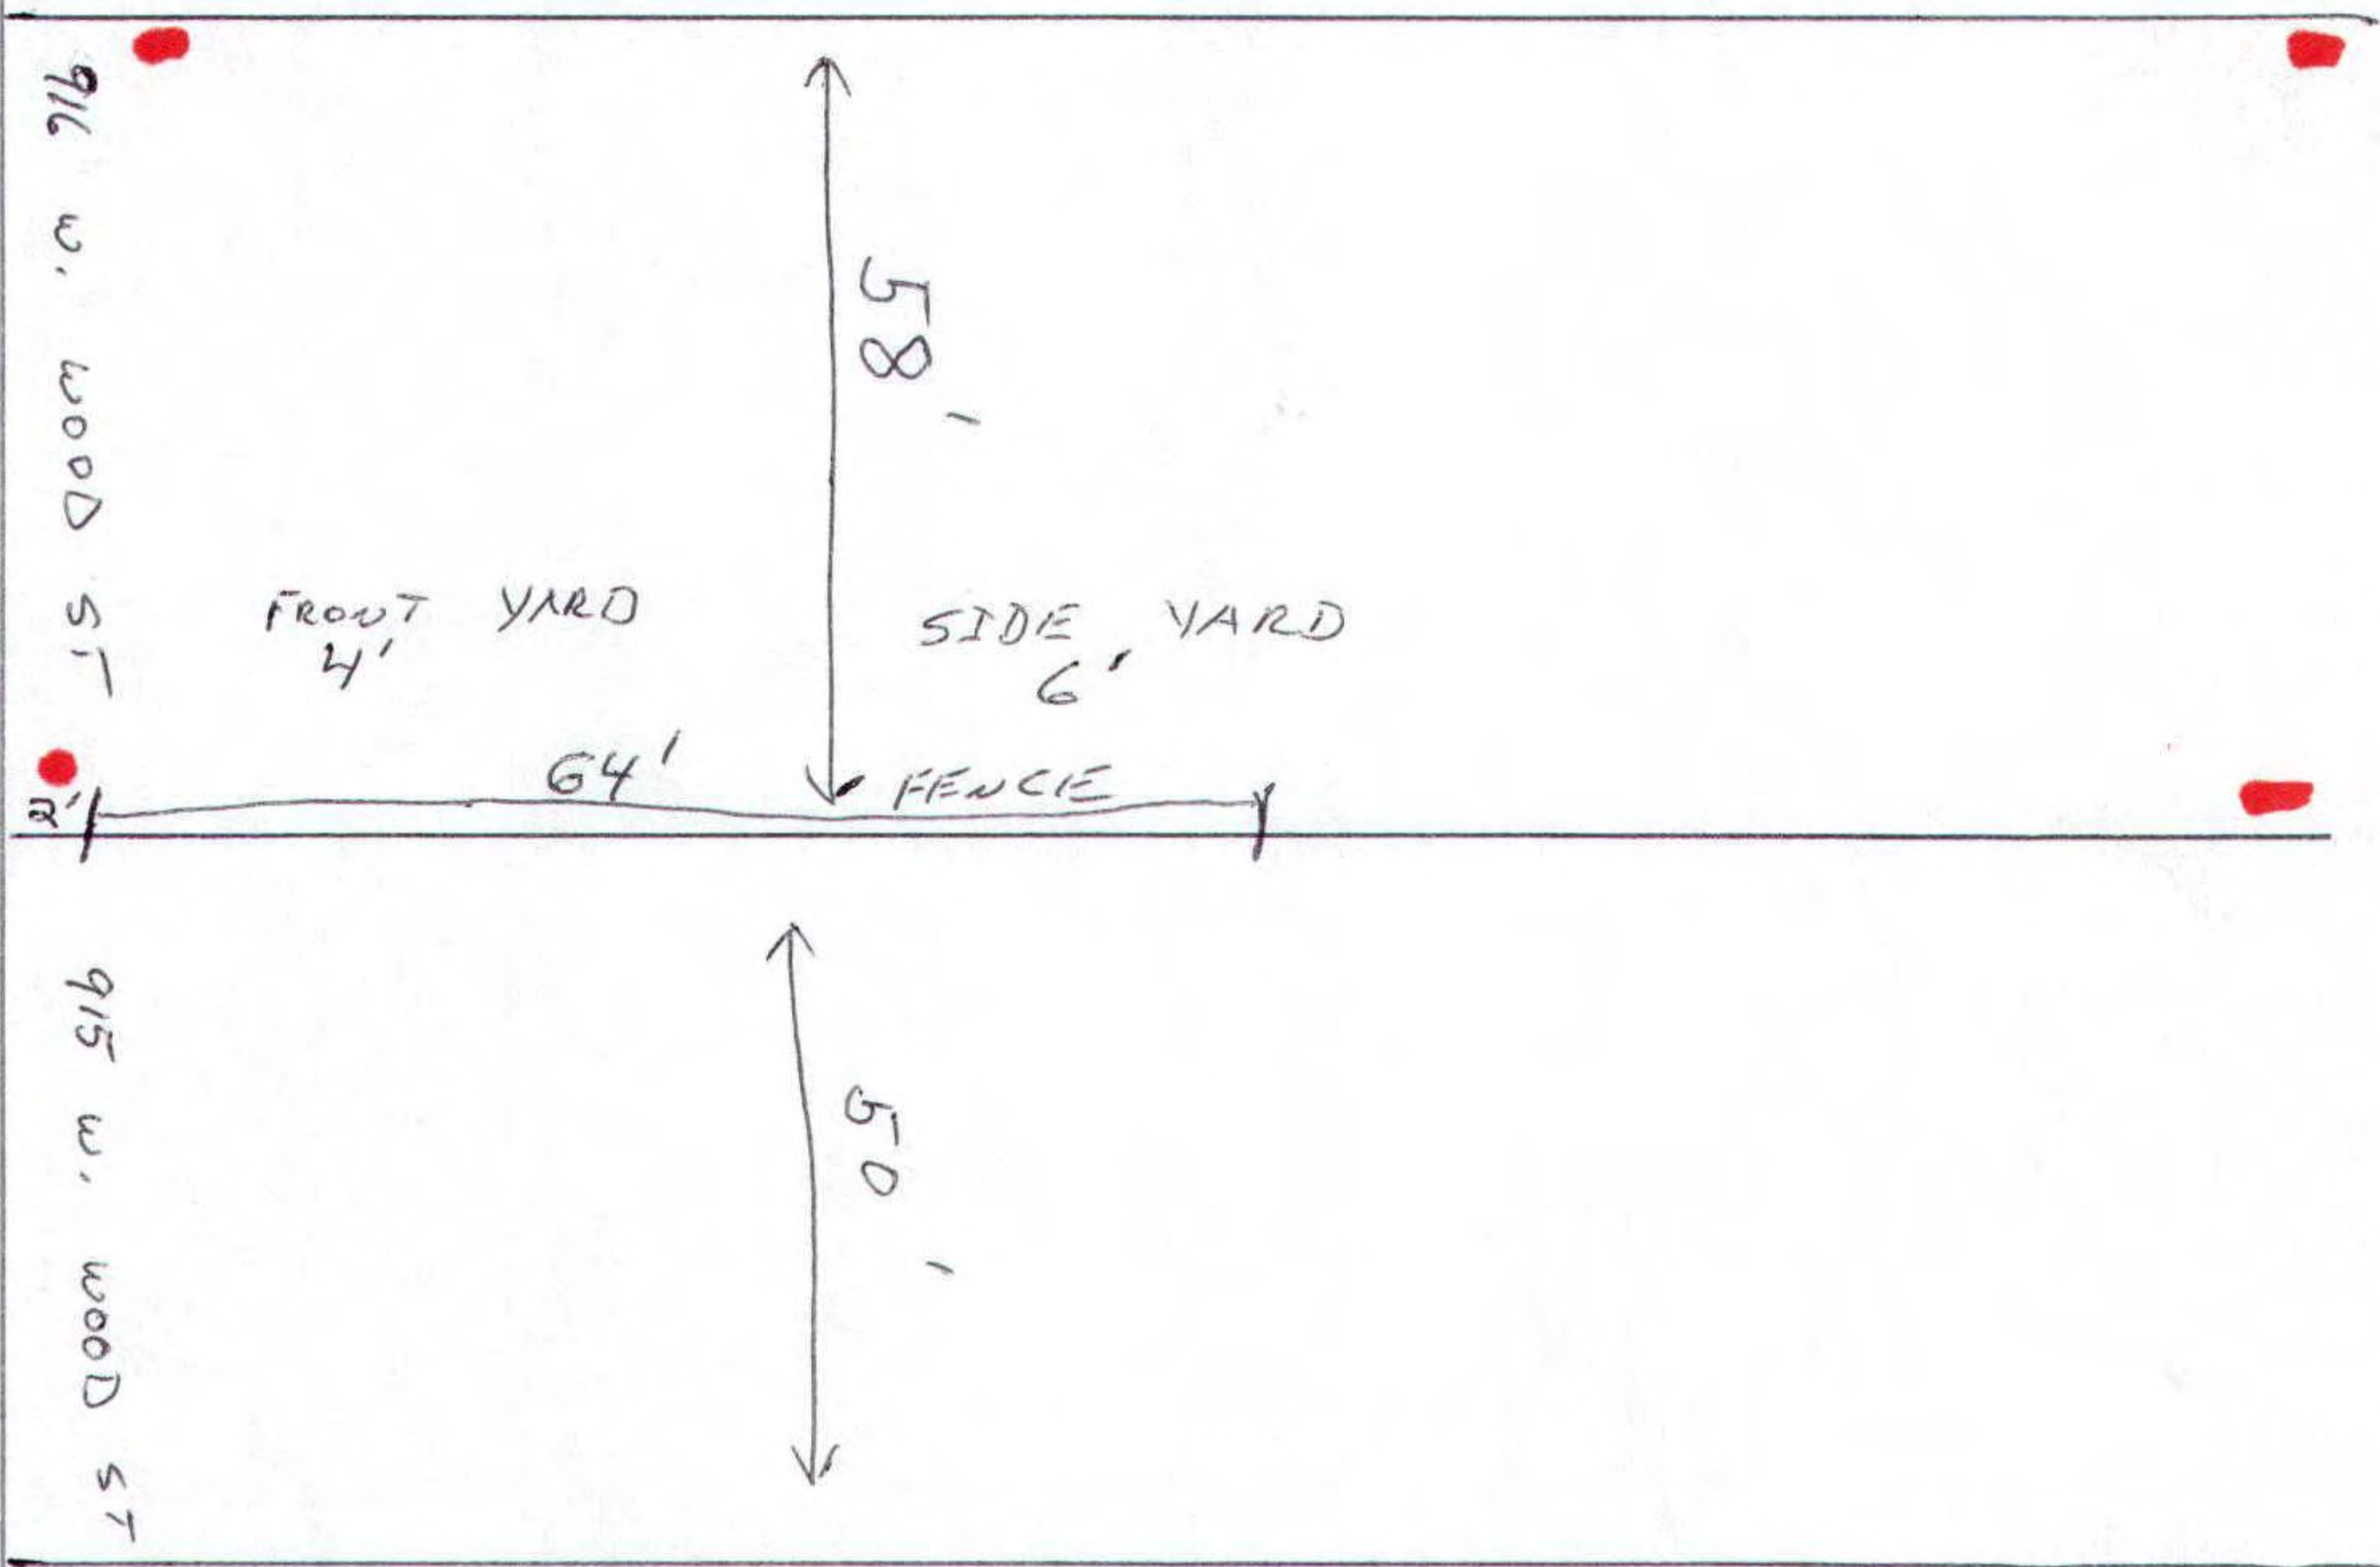 916 W. WOOD ST
58'
FRONT YARD
4'
SIDE YARD
6'
64'
FENCE
2'
915 W. WOOD ST
50'